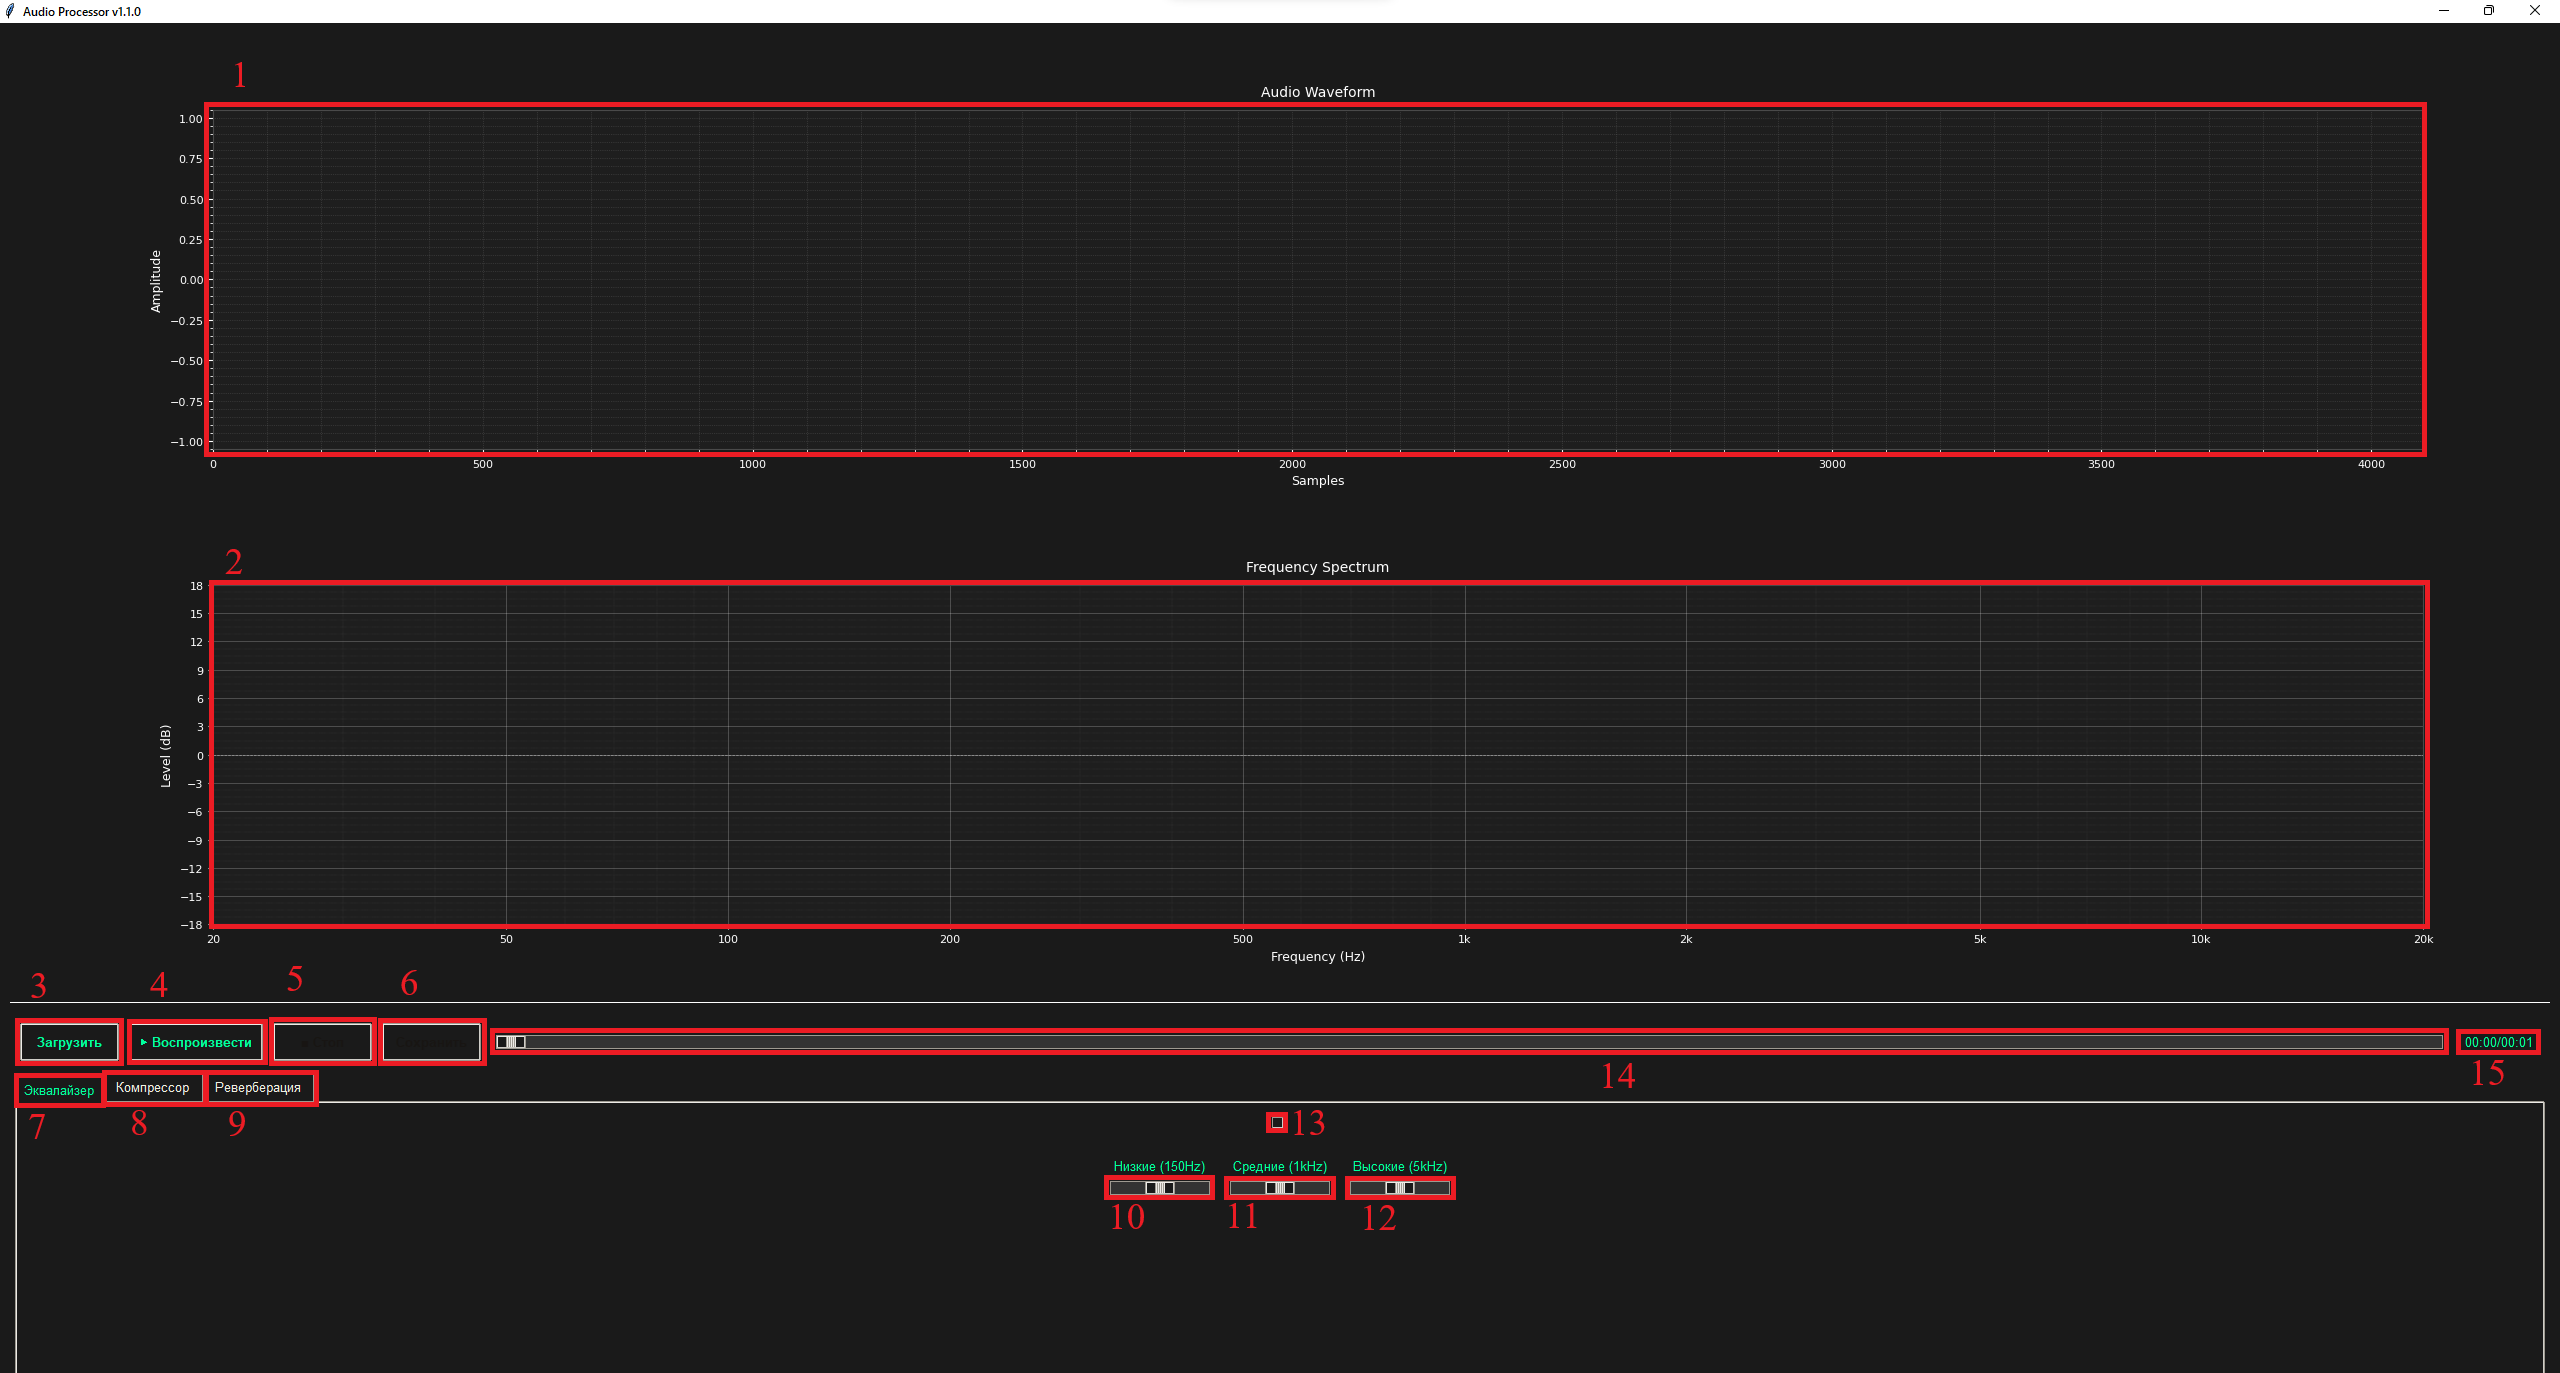 Audio Processor v1.1.0
1
Audio Waveform
1.00
0.75
0.50
0.25
0.00
−0.25
−0.50
−0.75
−1.00
Amplitude
0 500 1000 1500 2000 2500 3000 3500 4000
Samples
2
Frequency Spectrum
18
15
12
9
6
3
0
−3
−6
−9
−12
−15
−18
Level (dB)
20 50 100 200 500 1k 2k 5k 10k 20k
Frequency (Hz)
3 4 5 6
Загрузить ▶ Воспроизвести Стоп 00:00/00:01
14 15
Эквалайзер Компрессор Реверберация
7 8 9
13
Низкие (150Hz) Средние (1kHz) Высокие (5kHz)
10 11 12